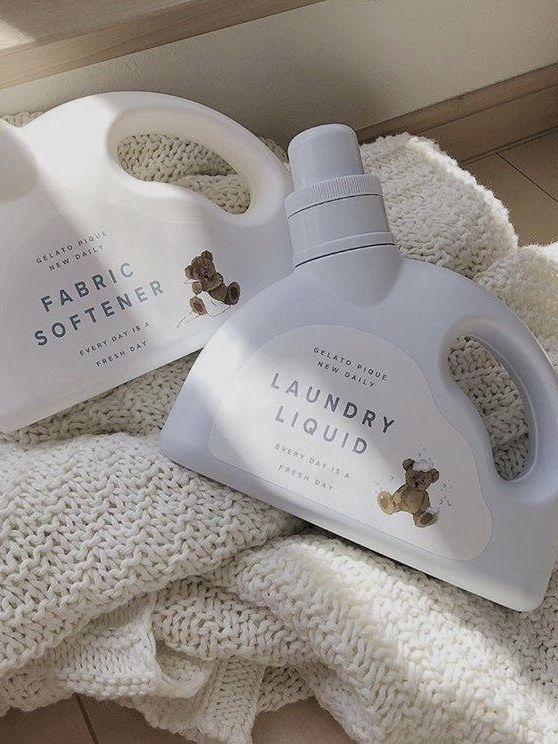 GELATO PIQUE
NEW DAILY
FABRIC
SOFTENER
EVERY DAY IS A
FRESH DAY
GELATO PIQUE
NEW DAILY
LAUNDRY
LIQUID
EVERY DAY IS A
FRESH DAY